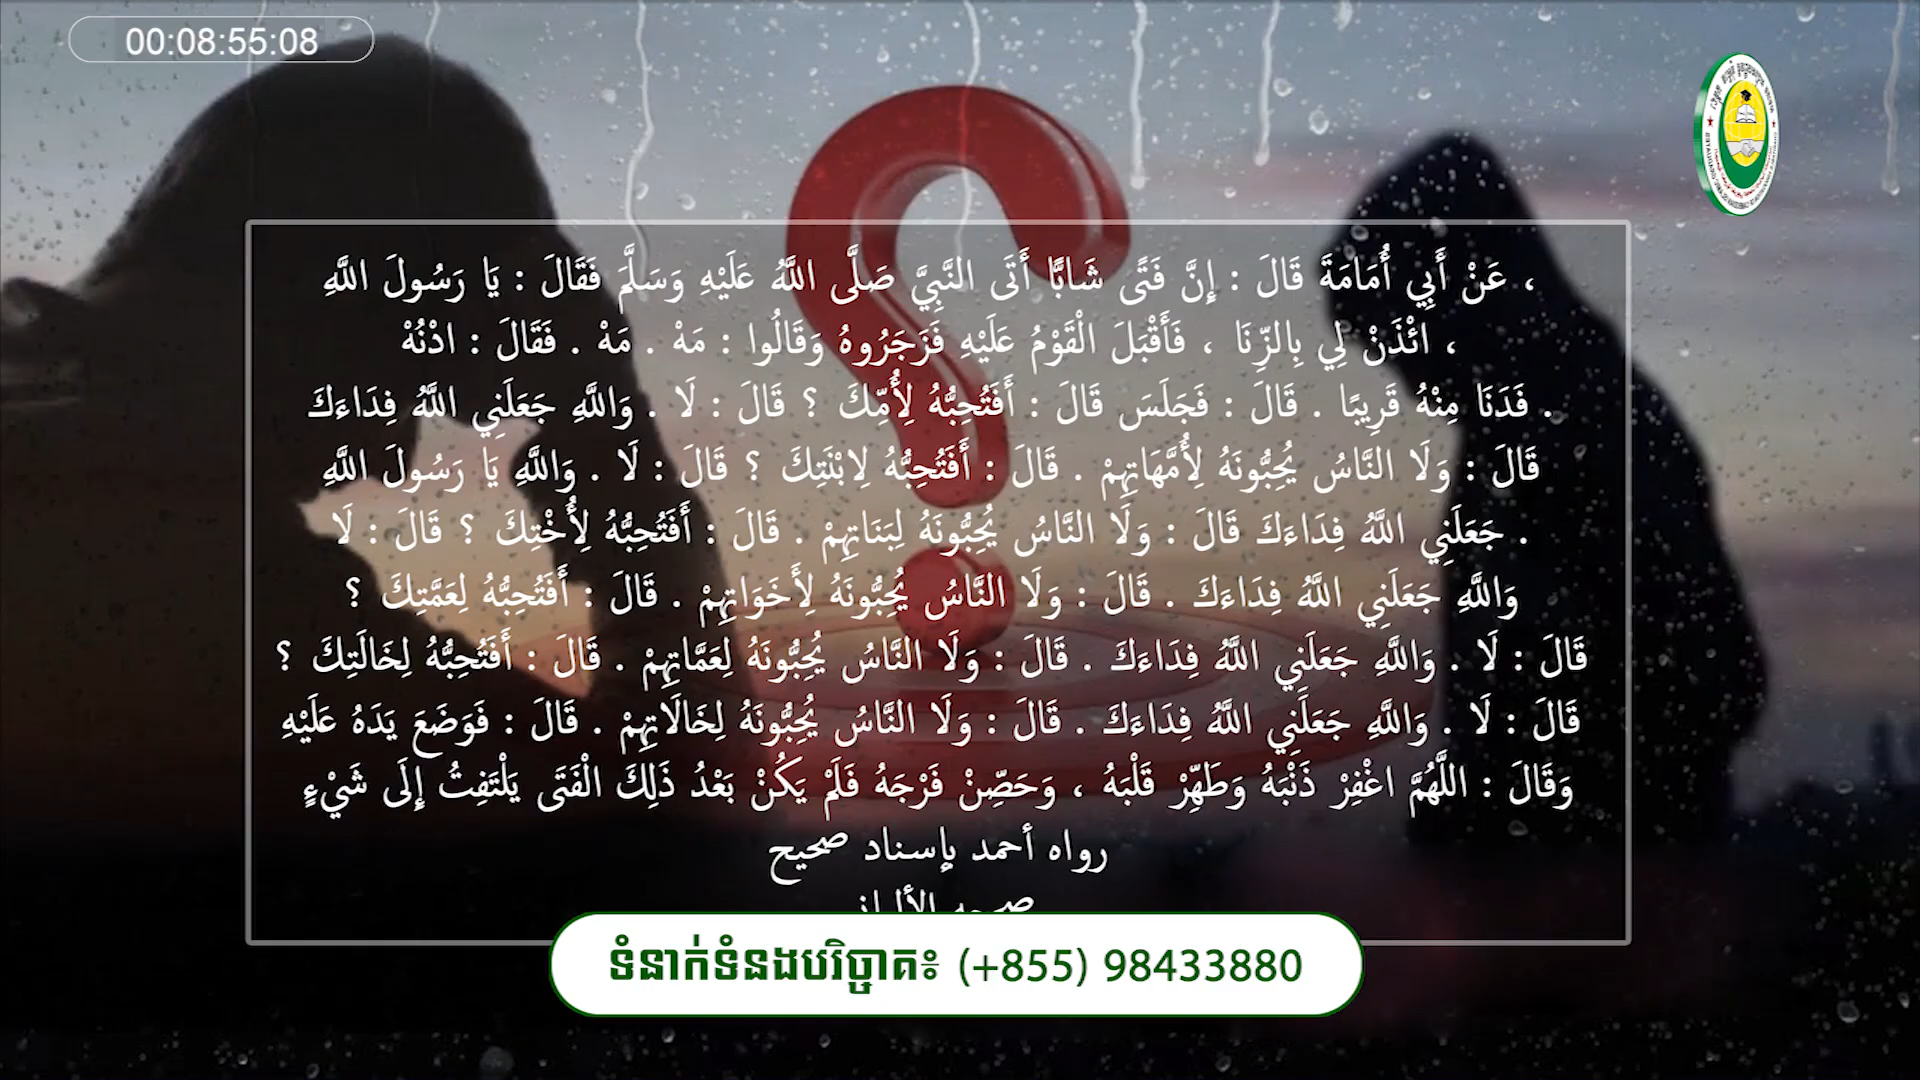 00:08:55:08
عَنْ أَبِي أُمَامَةَ قَالَ : إِنَّ فَتًى شَابًّا أَتَى النَّبِيَّ صَلَّى اللَّهُ عَلَيْهِ وَسَلَّمَ فَقَالَ : يَا رَسُولَ اللَّهِ ،
ائْذَنْ لِي بِالزِّنَا ، فَأَقْبَلَ الْقَوْمُ عَلَيْهِ فَزَجَرُوهُ وَقَالُوا : مَهْ . مَهْ . فَقَالَ : ادْنُهْ ،
فَدَنَا مِنْهُ قَرِيبًا . قَالَ : فَجَلَسَ قَالَ : أَفَتُحِبُّهُ لِأُمِّكَ ؟ قَالَ : لَا . وَاللَّهِ جَعَلَنِي اللَّهُ فِدَاءَكَ .
قَالَ : وَلَا النَّاسُ يُحِبُّونَهُ لِأُمَّهَاتِهِمْ . قَالَ : أَفَتُحِبُّهُ لِابْنَتِكَ ؟ قَالَ : لَا . وَاللَّهِ يَا رَسُولَ اللَّهِ
جَعَلَنِي اللَّهُ فِدَاءَكَ قَالَ : وَلَا النَّاسُ يُحِبُّونَهُ لِبَنَاتِهِمْ . قَالَ : أَفَتُحِبُّهُ لِأُخْتِكَ ؟ قَالَ : لَا .
وَاللَّهِ جَعَلَنِي اللَّهُ فِدَاءَكَ . قَالَ : وَلَا النَّاسُ يُحِبُّونَهُ لِأَخَوَاتِهِمْ . قَالَ : أَفَتُحِبُّهُ لِعَمَّتِكَ ؟
قَالَ : لَا . وَاللَّهِ جَعَلَنِي اللَّهُ فِدَاءَكَ . قَالَ : وَلَا النَّاسُ يُحِبُّونَهُ لِعَمَّاتِهِمْ . قَالَ : أَفَتُحِبُّهُ لِخَالَتِكَ ؟
قَالَ : لَا . وَاللَّهِ جَعَلَنِي اللَّهُ فِدَاءَكَ . قَالَ : وَلَا النَّاسُ يُحِبُّونَهُ لِخَالَاتِهِمْ . قَالَ : فَوَضَعَ يَدَهُ عَلَيْهِ
وَقَالَ : اللَّهُمَّ اغْفِرْ ذَنْبَهُ وَطَهِّرْ قَلْبَهُ ، وَحَصِّنْ فَرْجَهُ فَلَمْ يَكُنْ بَعْدُ ذَلِكَ الْفَتَى يَلْتَفِتُ إِلَى شَيْءٍ
رواه أحمد بإسناد صحيح
ទំនាក់ទំនងបរិច្ចាគ៖ (+855) 98433880